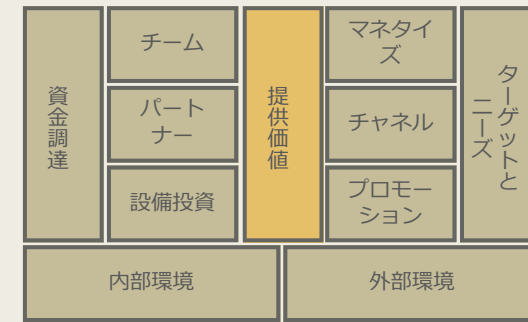 資金調達
チーム
パート
ナー
設備投資
提供価値
マネタイ
ズ
チャネル
プロモー
ション
ターゲットと
ニーズ
内部環境
外部環境